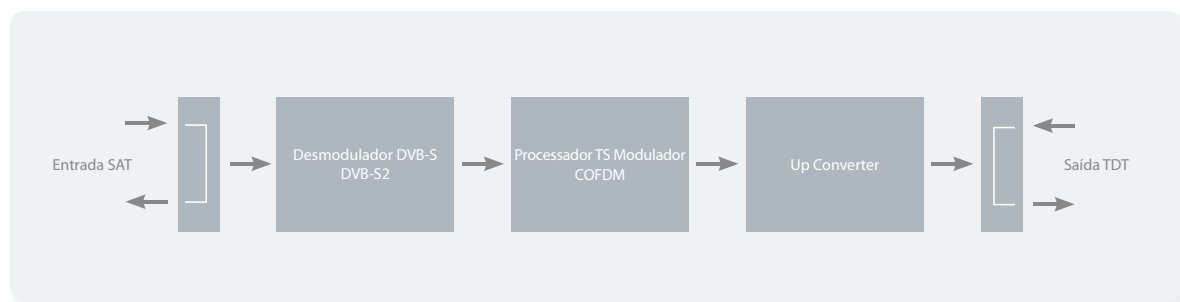 Entrada SAT
Desmodulador DVB-S
DVB-S2
Processador TS Modulador
COFDM
Up Converter
Saída TDT